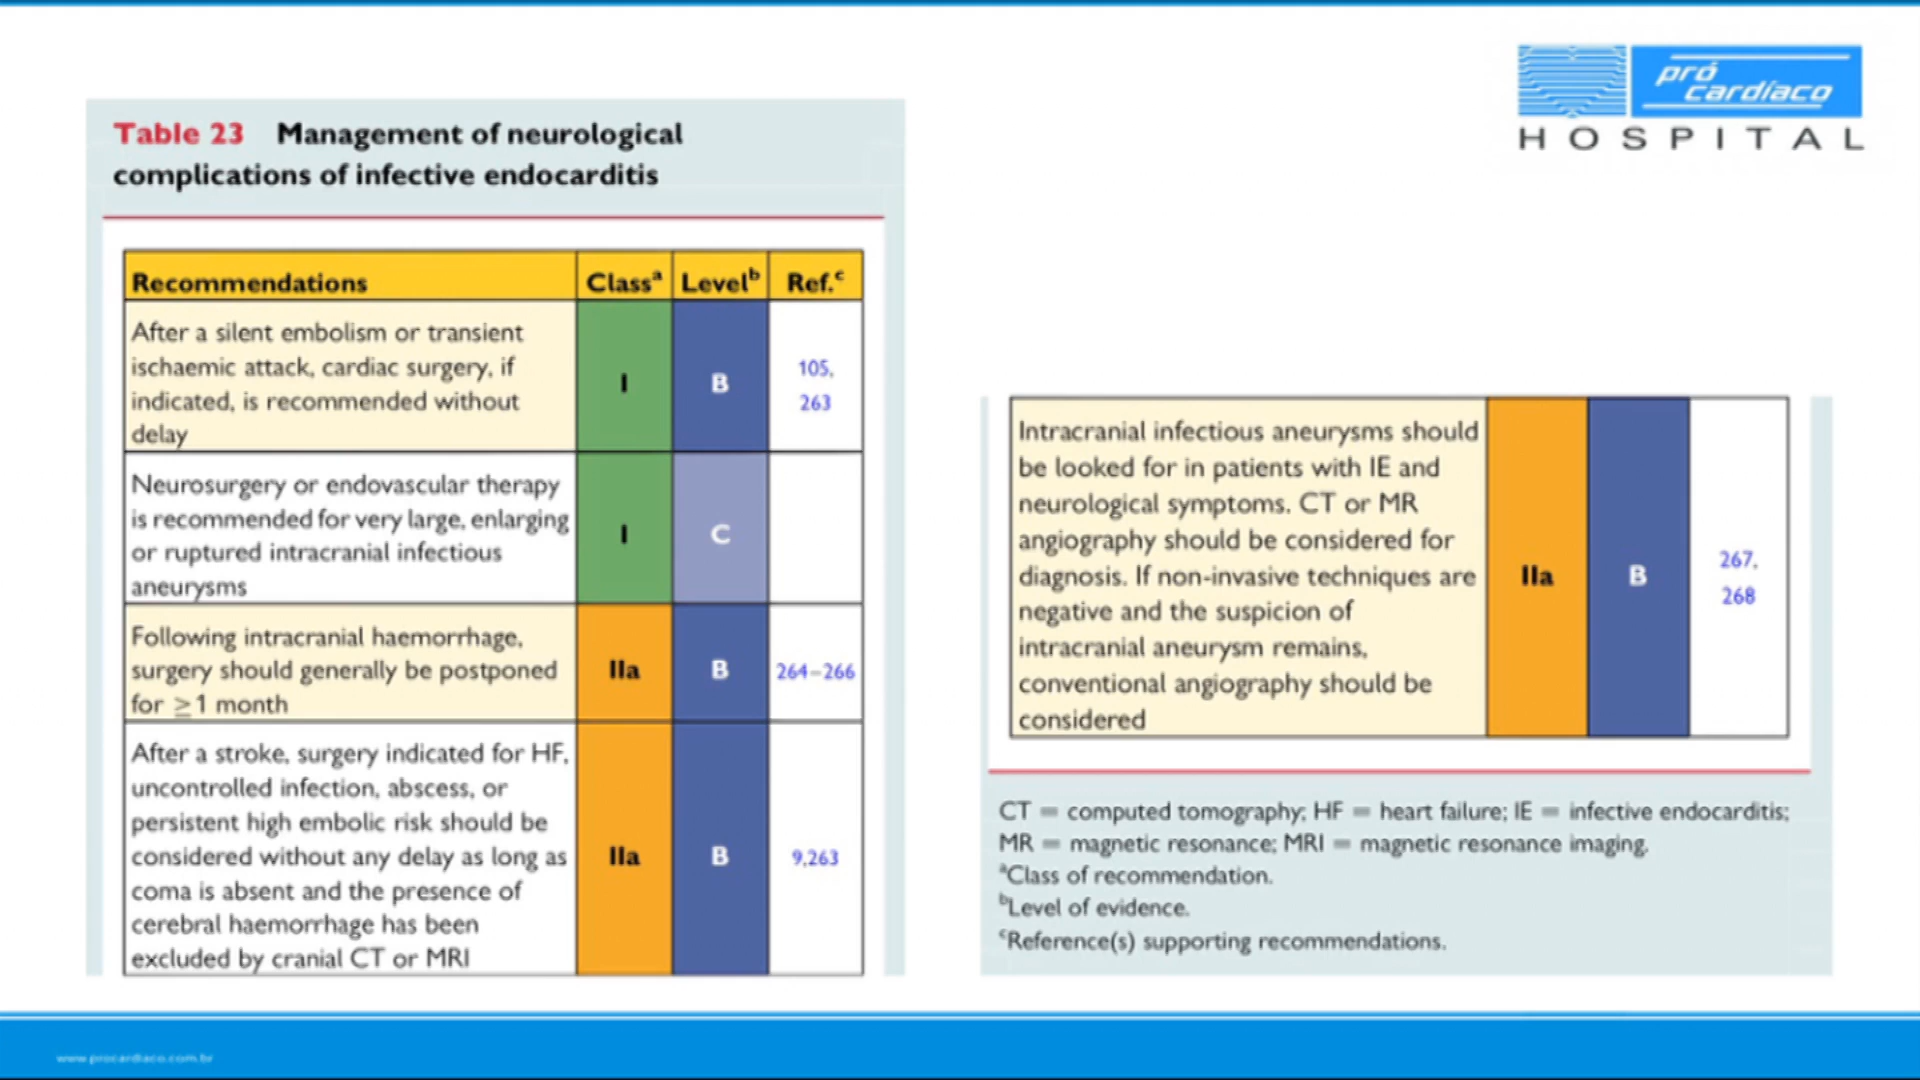 pró
cardíaco
HOSPITAL
Table 23 Management of neurological
complications of infective endocarditis
Recommendations Classᵃ Levelᵇ Ref.ᶜ
After a silent embolism or transient
ischaemic attack, cardiac surgery, if
indicated, is recommended without
delay
I B 105,
263
Neurosurgery or endovascular therapy
is recommended for very large, enlarging
or ruptured intracranial infectious
aneurysms
I C
Following intracranial haemorrhage,
surgery should generally be postponed
for ≥1 month
IIa B 264–266
After a stroke, surgery indicated for HF,
uncontrolled infection, abscess, or
persistent high embolic risk should be
considered without any delay as long as
coma is absent and the presence of
cerebral haemorrhage has been
excluded by cranial CT or MRI
IIa B 9,263
Intracranial infectious aneurysms should
be looked for in patients with IE and
neurological symptoms. CT or MR
angiography should be considered for
diagnosis. If non-invasive techniques are
negative and the suspicion of
intracranial aneurysm remains,
conventional angiography should be
considered
IIa B 267,
268
CT = computed tomography; HF = heart failure; IE = infective endocarditis;
MR = magnetic resonance; MRI = magnetic resonance imaging.
ᵃClass of recommendation.
ᵇLevel of evidence.
ᶜReference(s) supporting recommendations.
www.procardiaco.com.br